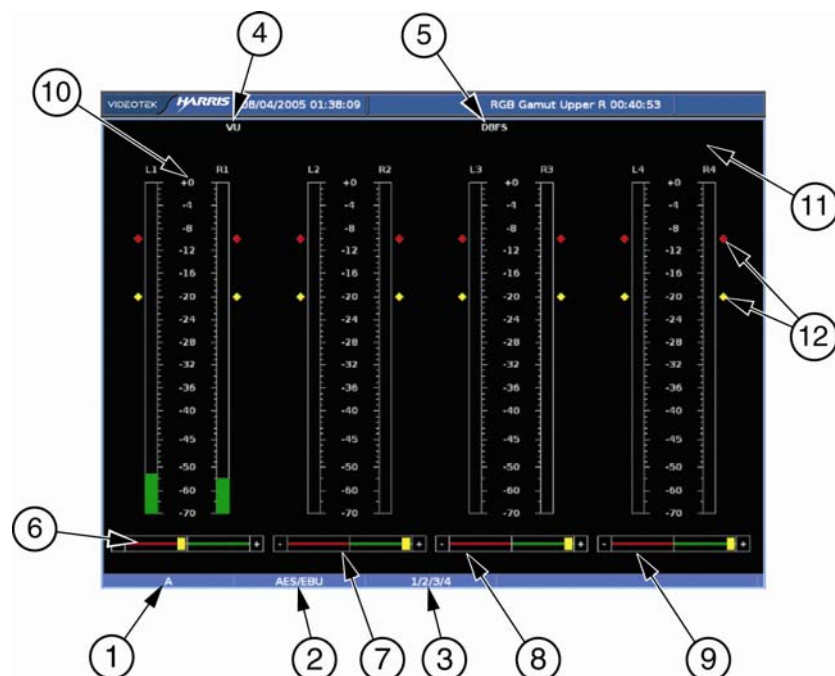 4 5
10
VIDEOTEK HARRIS 08/04/2005 01:38:09 RGB Gamut Upper R 00:40:53
VU DBFS
L1 R1 L2 R2 L3 R3 L4 R4
11
+0 +0 +0 +0
-4 -4 -4 -4
-8 -8 -8 -8
-12 -12 -12 -12
-16 -16 -16 -16
-20 -20 -20 -20
12
-24 -24 -24 -24
-28 -28 -28 -28
-32 -32 -32 -32
-36 -36 -36 -36
-40 -40 -40 -40
-45 -45 -45 -45
-50 -50 -50 -50
-60 -60 -60 -60
-70 -70 -70 -70
6
- + - + - + - +
A AES/EBU 1/2/3/4
1 2 7 3 8 9